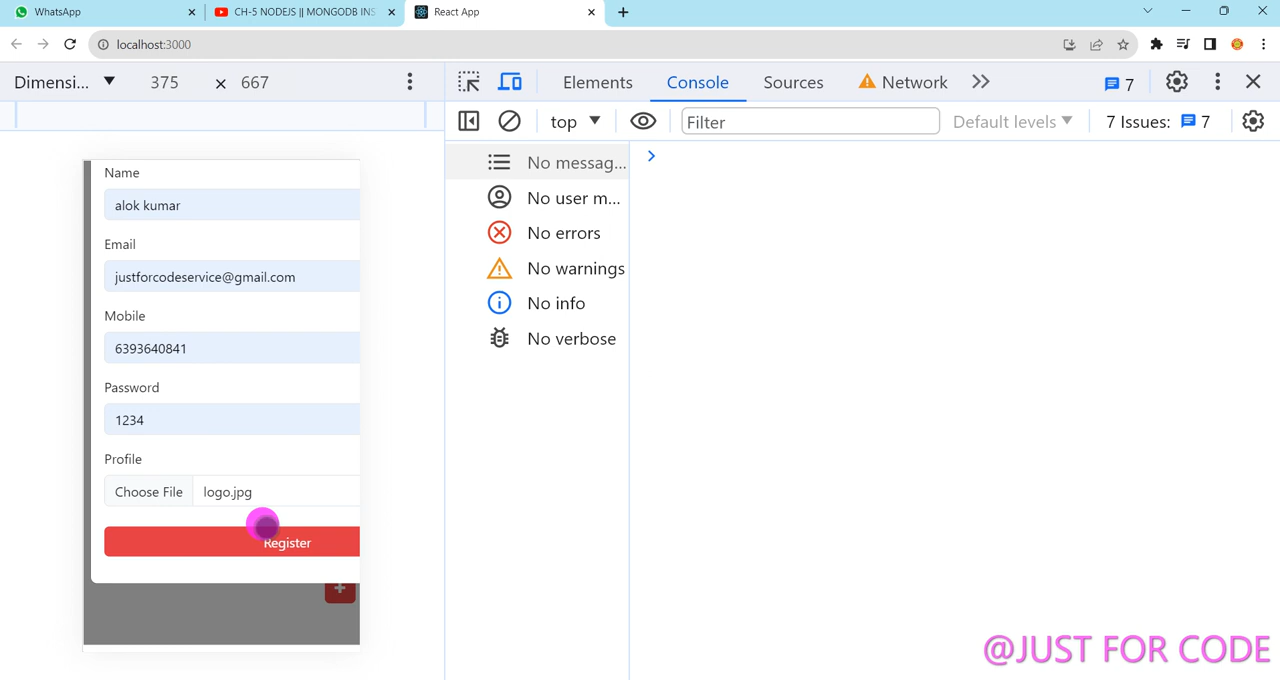 WhatsApp
CH-5 NODEJS || MONGODB INS
React App
localhost:3000
Dimensi... 375 × 667
Elements Console Sources Network 7
top Filter Default levels 7 Issues: 7
No messag...
No user m...
No errors
No warnings
No info
No verbose
Name
alok kumar
Email
justforcodeservice@gmail.com
Mobile
6393640841
Password
1234
Profile
Choose File logo.jpg
Register
@JUST FOR CODE